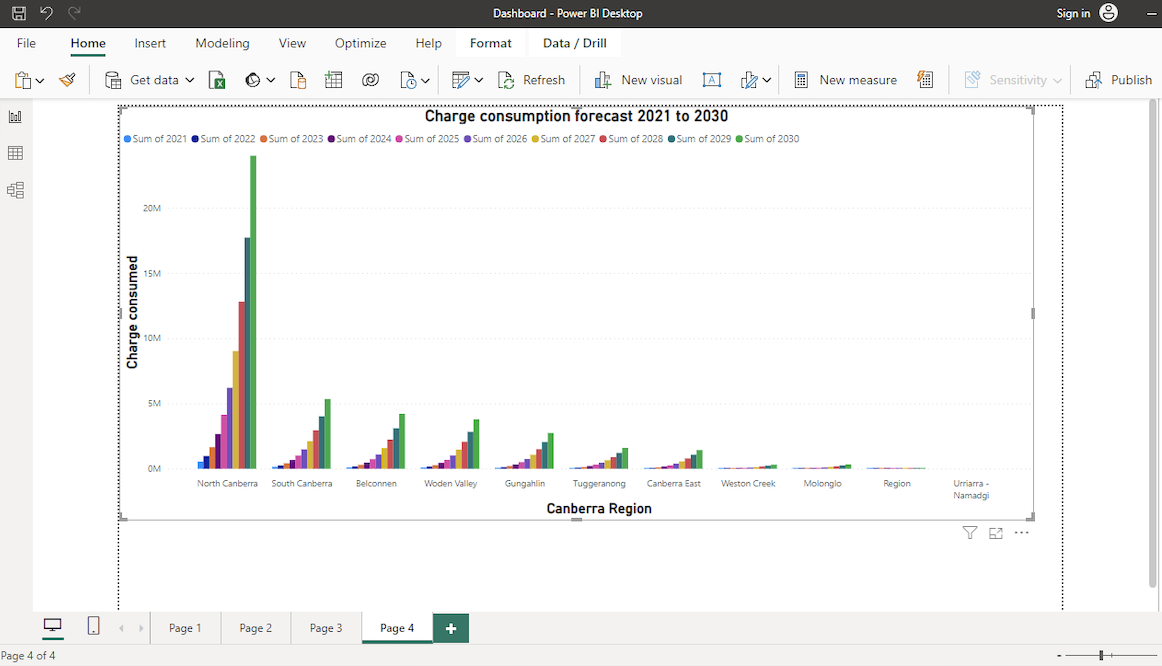 Dashboard - Power BI Desktop
Sign in
File Home Insert Modeling View Optimize Help Format Data / Drill
Get data Refresh New visual A New measure Sensitivity Publish
Charge consumption forecast 2021 to 2030
Sum of 2021 Sum of 2022 Sum of 2023 Sum of 2024 Sum of 2025 Sum of 2026 Sum of 2027 Sum of 2028 Sum of 2029 Sum of 2030
Charge consumed
20M
15M
10M
5M
0M
North Canberra South Canberra Belconnen Woden Valley Gungahlin Tuggeranong Canberra East Weston Creek Molonglo Region Urriarra -
Namadgi
Canberra Region
Page 1 Page 2 Page 3 Page 4
Page 4 of 4